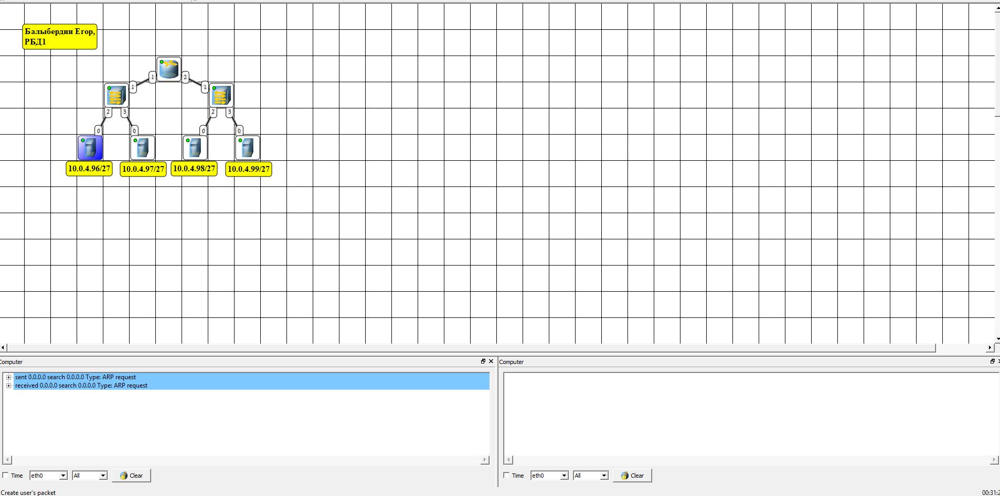 Балыбердин Егор,
РБД1
1 2
1 1
2 3 2 3
0 0 0 0
10.0.4.96/27 10.0.4.97/27 10.0.4.98/27 10.0.4.99/27
Computer
sent 0.0.0.0 search 0.0.0.0 Type: ARP request
received 0.0.0.0 search 0.0.0.0 Type: ARP request
Time eth0 All Clear
Computer
Time eth0 All Clear
Create user's packet
00:31:2